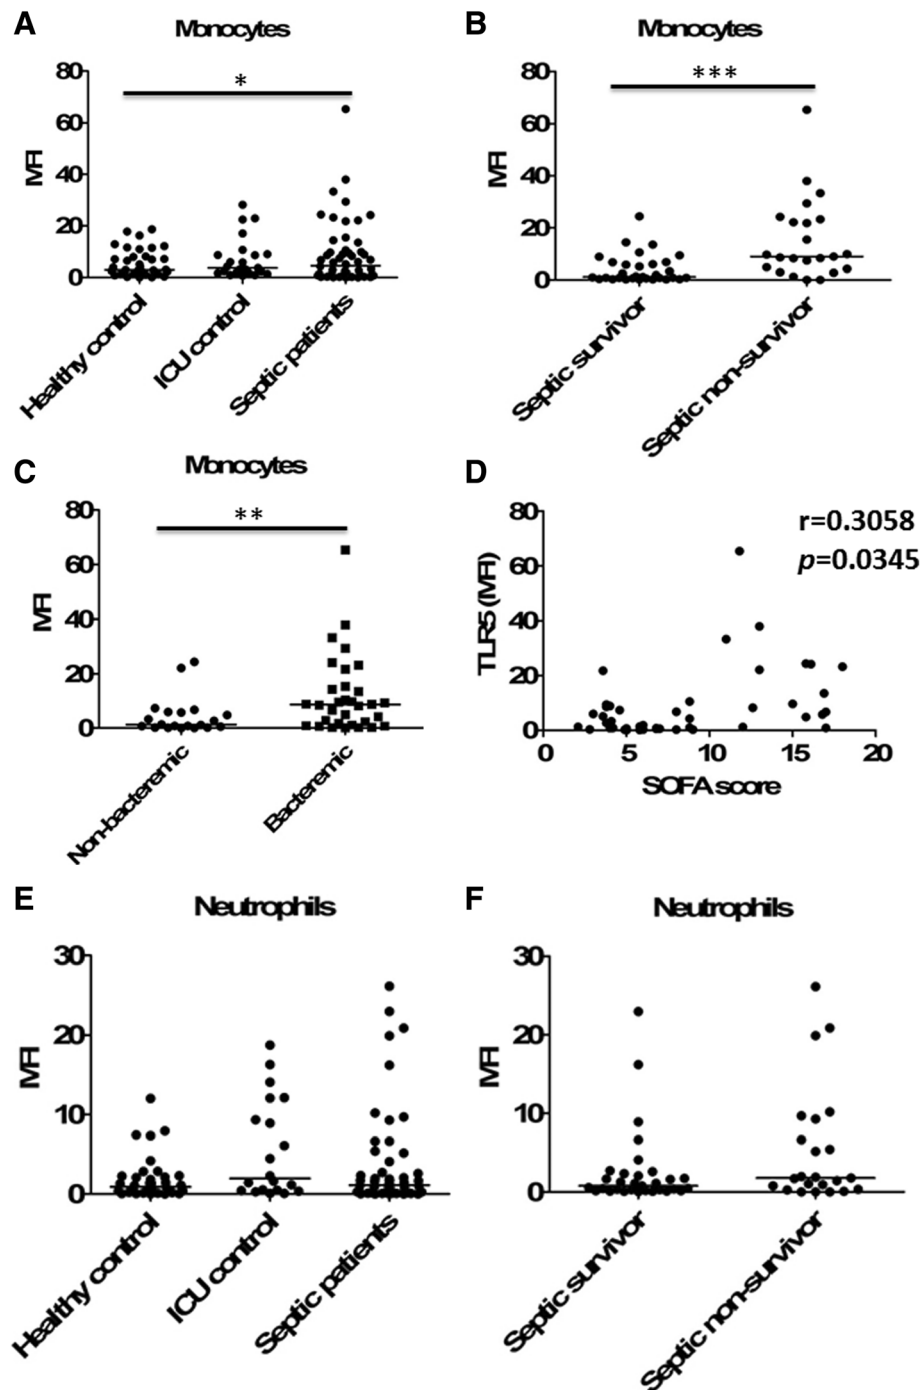 A
Monocytes
*
80
60
40
20
0
MFI
Healthy control
ICU control
Septic patients
B
Monocytes
***
80
60
40
20
0
MFI
Septic survivor
Septic non-survivor
C
Monocytes
**
80
60
40
20
0
MFI
Non-bacteremic
Bacteremic
D
r=0.3058
p=0.0345
80
60
40
20
0
TLR5 (MFI)
0 5 10 15 20
SOFA score
E
Neutrophils
30
20
10
0
MFI
Healthy control
ICU control
Septic patients
F
Neutrophils
30
20
10
0
MFI
Septic survivor
Septic non-survivor